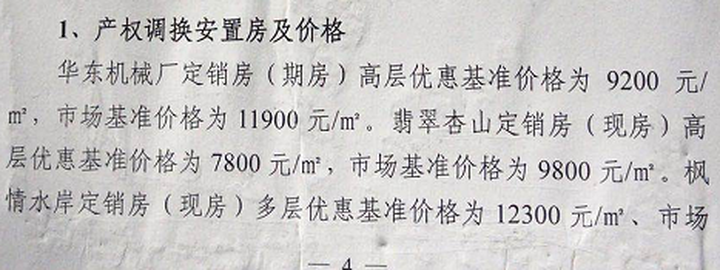 1、产权调换安置房及价格
华东机械厂定销房（期房）高层优惠基准价格为 9200 元/
㎡，市场基准价格为 11900 元/㎡。翡翠杏山定销房（现房）高
层优惠基准价格为 7800 元/㎡，市场基准价格为 9800 元/㎡。枫
情水岸定销房（现房）多层优惠基准价格为 12300 元/㎡、市场
— 4 —